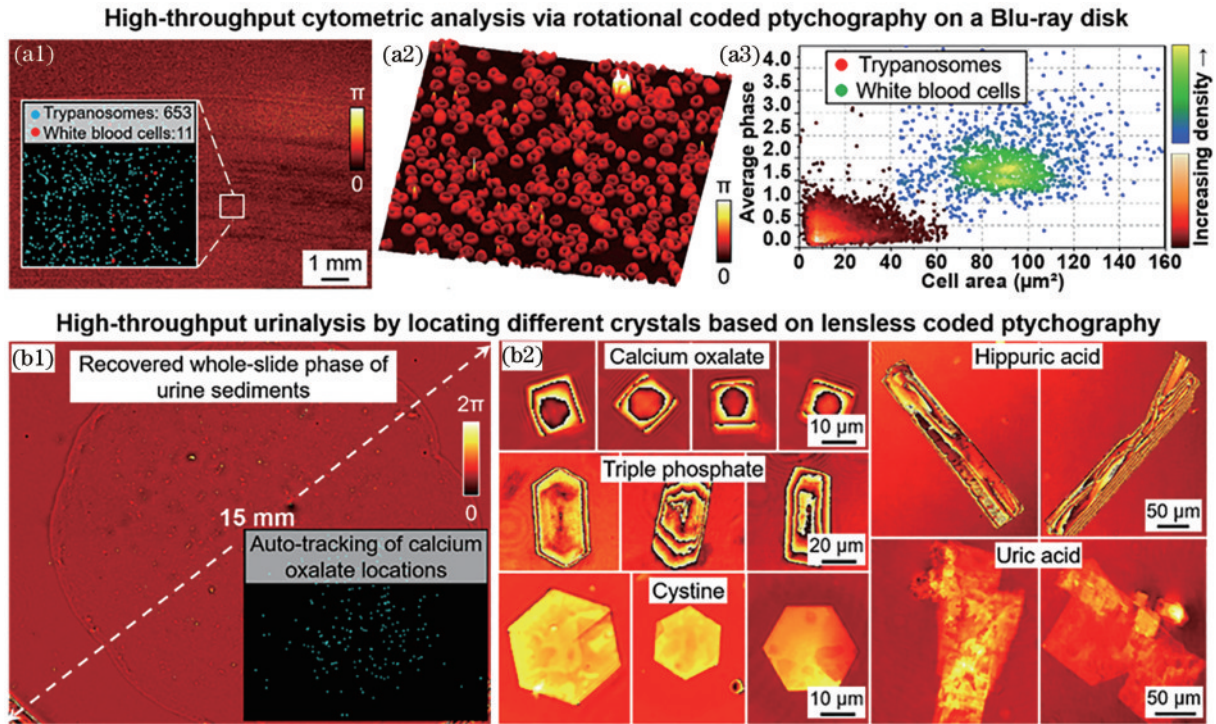 High-throughput cytometric analysis via rotational coded ptychography on a Blu-ray disk
(a1)
Trypanosomes: 653
White blood cells:11
π
0
1 mm
(a2)
π
0
(a3)
Average phase
4.0
3.5
3.0
2.5
2.0
1.5
1.0
0.5
0.0
Trypanosomes
White blood cells
0 20 40 60 80 100 120 140 160
Cell area (µm²)
Increasing density →
High-throughput urinalysis by locating different crystals based on lensless coded ptychography
(b1)
Recovered whole-slide phase of
urine sediments
2π
0
15 mm
Auto-tracking of calcium
oxalate locations
(b2)
Calcium oxalate
10 µm
Triple phosphate
20 µm
Cystine
10 µm
Hippuric acid
50 µm
Uric acid
50 µm